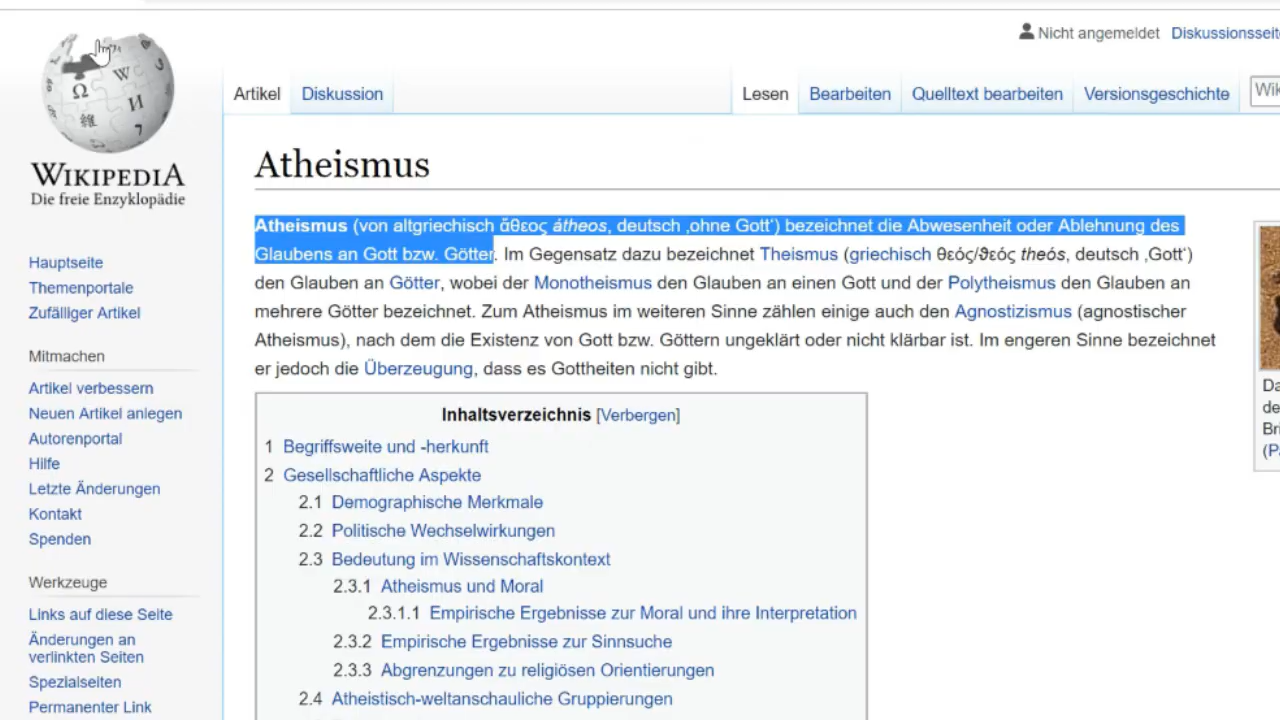 Nicht angemeldet Diskussionsseite
Artikel Diskussion Lesen Bearbeiten Quelltext bearbeiten Versionsgeschichte Wik
Ω W И 維 7
WIKIPEDIA
Die freie Enzyklopädie
Hauptseite
Themenportale
Zufälliger Artikel
Mitmachen
Artikel verbessern
Neuen Artikel anlegen
Autorenportal
Hilfe
Letzte Änderungen
Kontakt
Spenden
Werkzeuge
Links auf diese Seite
Änderungen an
verlinkten Seiten
Spezialseiten
Permanenter Link
Atheismus
Atheismus (von altgriechisch ἄθεος átheos, deutsch ‚ohne Gott‘) bezeichnet die Abwesenheit oder Ablehnung des
Glaubens an Gott bzw. Götter. Im Gegensatz dazu bezeichnet Theismus (griechisch θεός/ϑεός theós, deutsch ‚Gott‘)
den Glauben an Götter, wobei der Monotheismus den Glauben an einen Gott und der Polytheismus den Glauben an
mehrere Götter bezeichnet. Zum Atheismus im weiteren Sinne zählen einige auch den Agnostizismus (agnostischer
Atheismus), nach dem die Existenz von Gott bzw. Göttern ungeklärt oder nicht klärbar ist. Im engeren Sinne bezeichnet
er jedoch die Überzeugung, dass es Gottheiten nicht gibt.
Inhaltsverzeichnis [Verbergen]
1 Begriffsweite und -herkunft
2 Gesellschaftliche Aspekte
2.1 Demographische Merkmale
2.2 Politische Wechselwirkungen
2.3 Bedeutung im Wissenschaftskontext
2.3.1 Atheismus und Moral
2.3.1.1 Empirische Ergebnisse zur Moral und ihre Interpretation
2.3.2 Empirische Ergebnisse zur Sinnsuche
2.3.3 Abgrenzungen zu religiösen Orientierungen
2.4 Atheistisch-weltanschauliche Gruppierungen
Da
de
Bri
(Pa